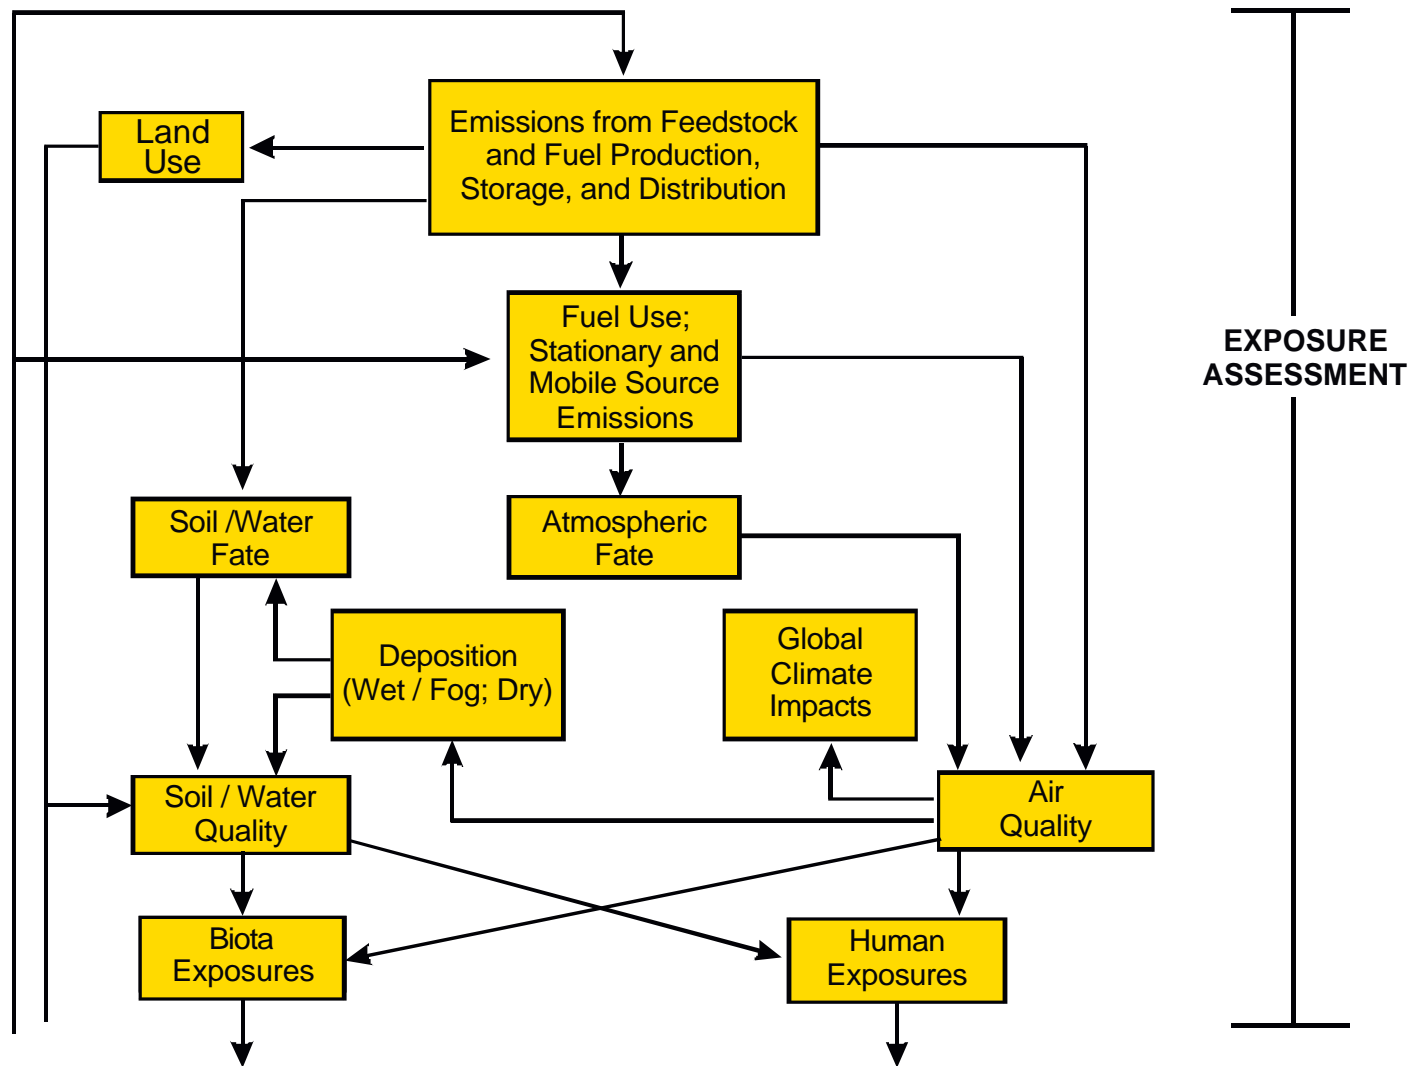 Emissions from Feedstock
and Fuel Production,
Storage, and Distribution
Land
Use
Fuel Use;
Stationary and
Mobile Source
Emissions
EXPOSURE
ASSESSMENT
Soil /Water
Fate
Atmospheric
Fate
Deposition
(Wet / Fog; Dry)
Global
Climate
Impacts
Soil / Water
Quality
Air
Quality
Biota
Exposures
Human
Exposures